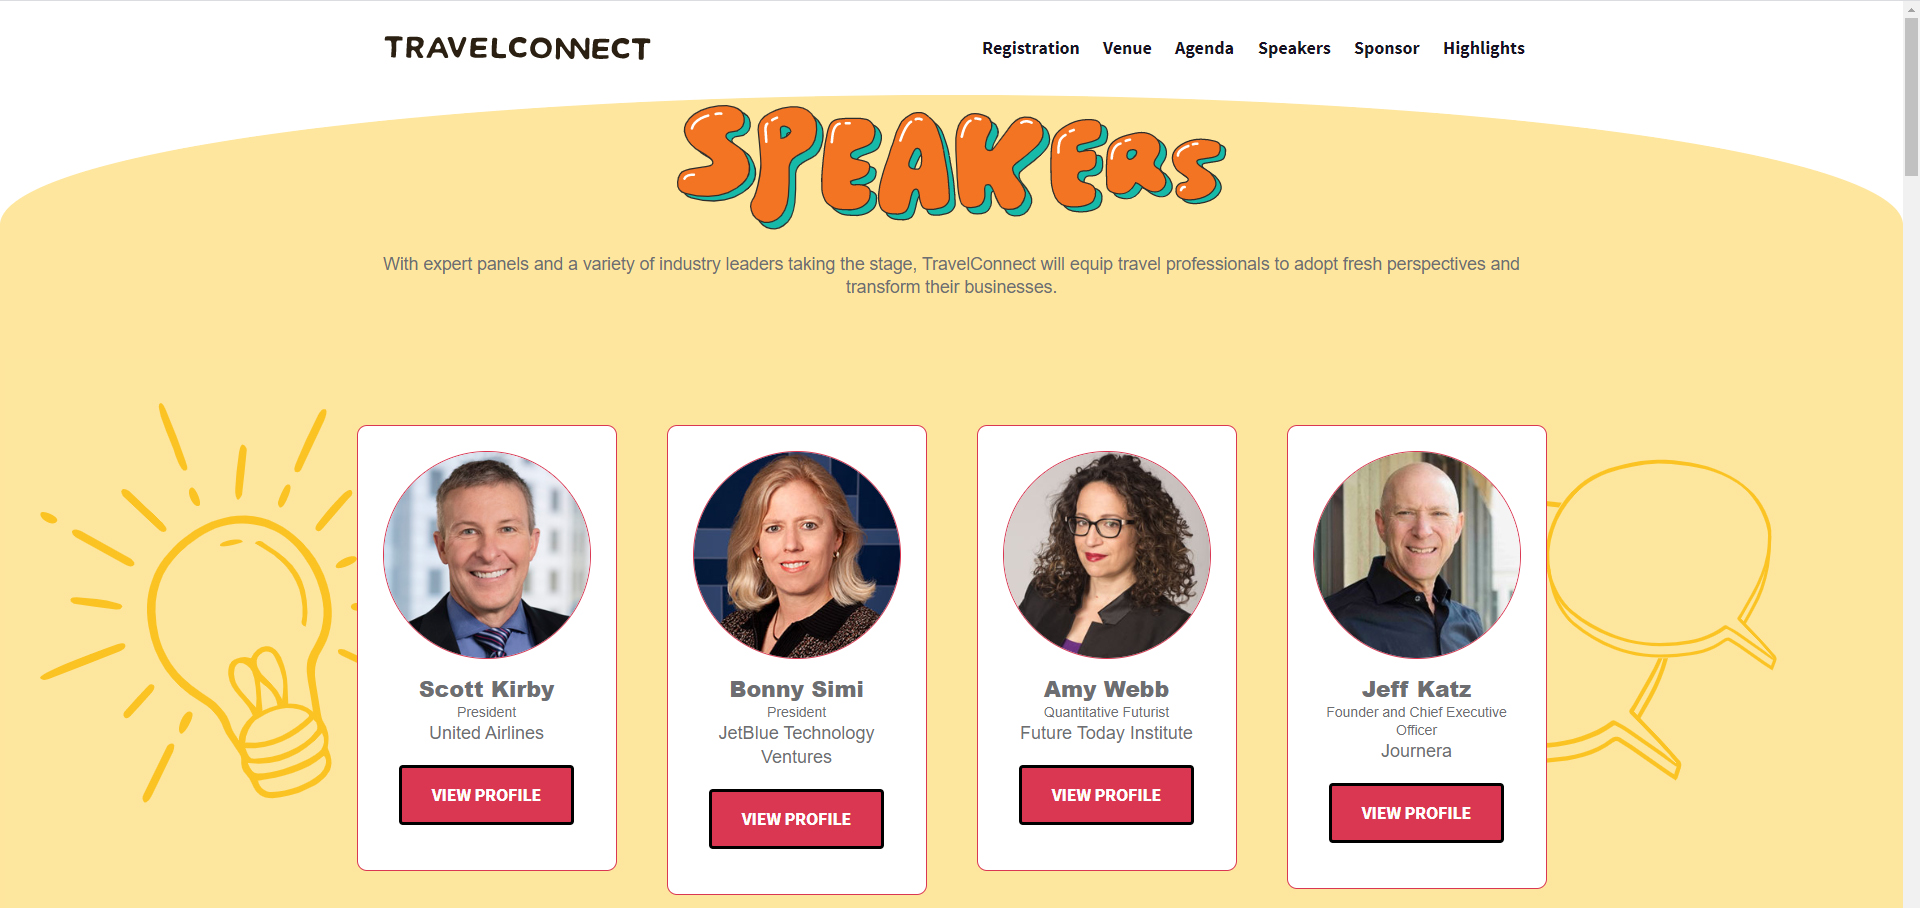 TRAVELCONNECT
Registration Venue Agenda Speakers Sponsor Highlights
SPEAKERS
With expert panels and a variety of industry leaders taking the stage, TravelConnect will equip travel professionals to adopt fresh perspectives and
transform their businesses.
Scott Kirby
President
United Airlines
VIEW PROFILE
Bonny Simi
President
JetBlue Technology
Ventures
VIEW PROFILE
Amy Webb
Quantitative Futurist
Future Today Institute
VIEW PROFILE
Jeff Katz
Founder and Chief Executive
Officer
Journera
VIEW PROFILE